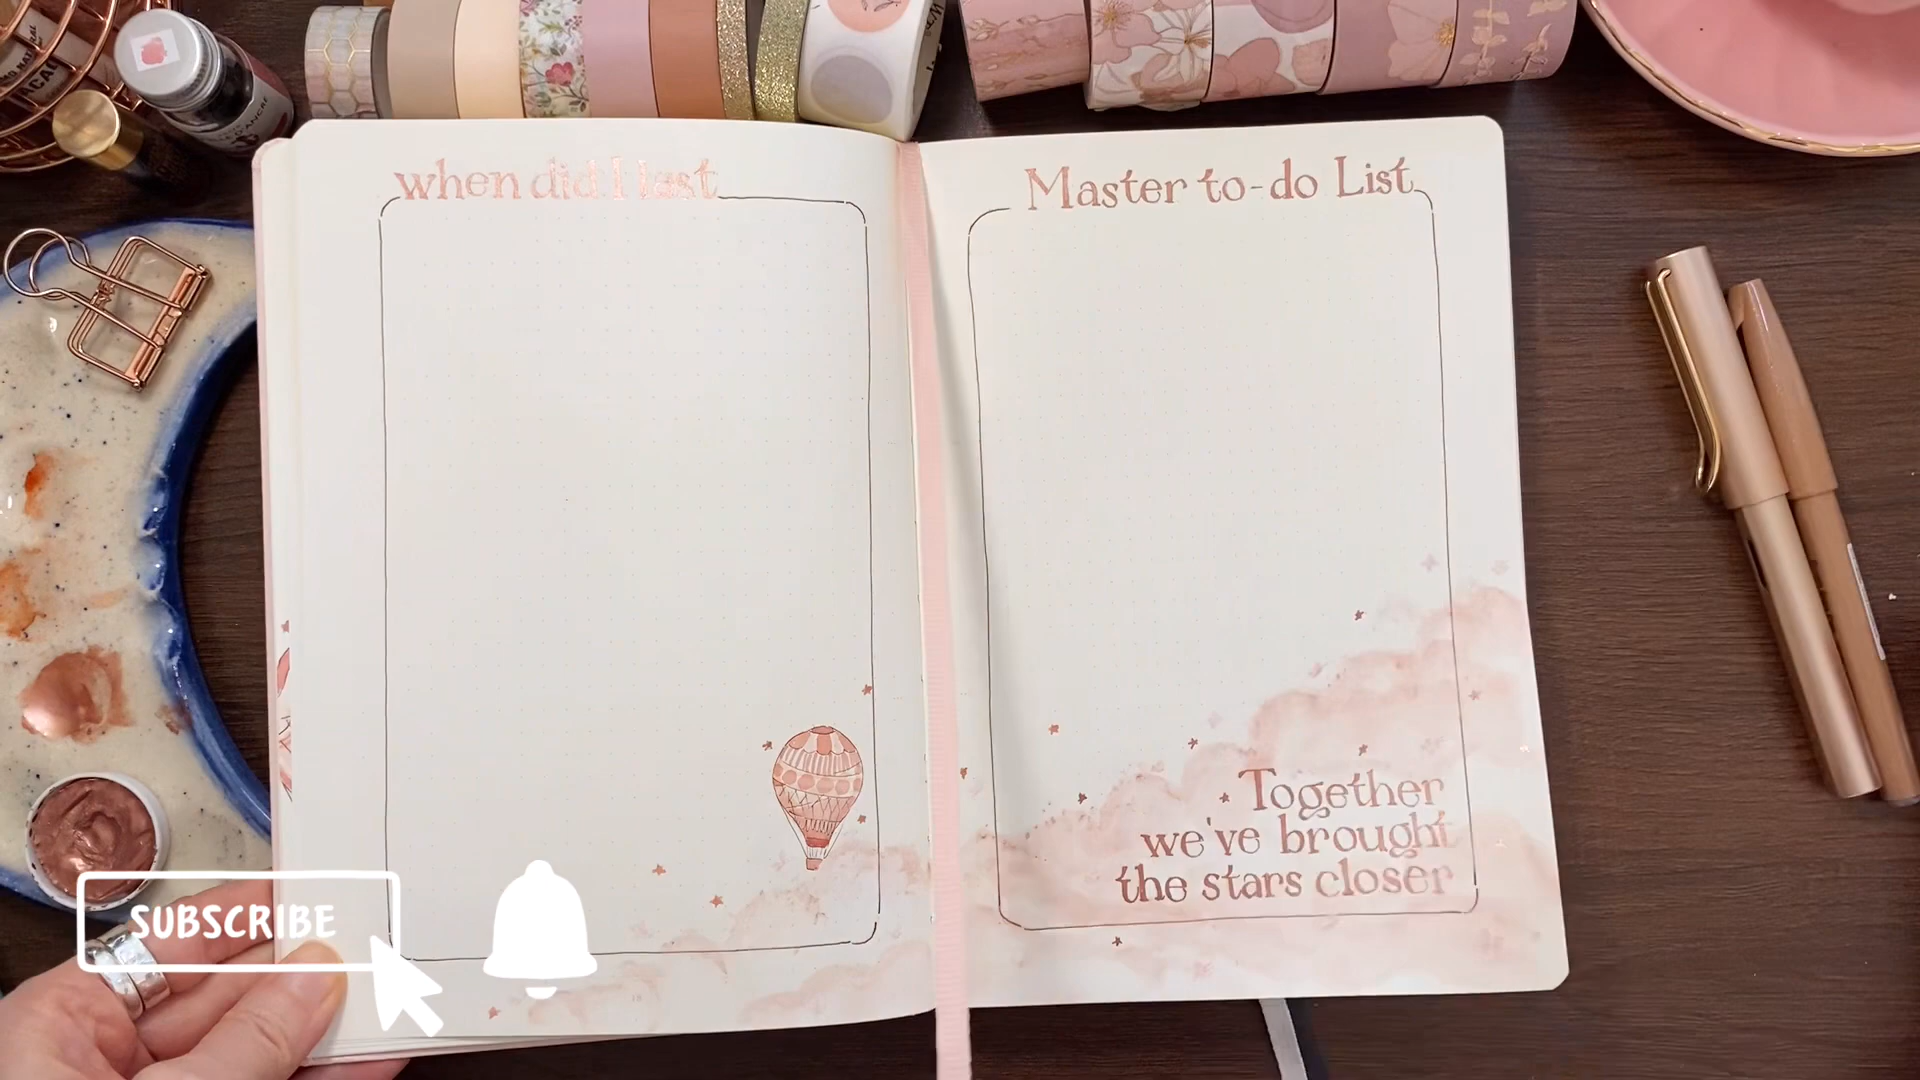 when did I last
Master to-do List
Together
we've brought
the stars closer
SUBSCRIBE